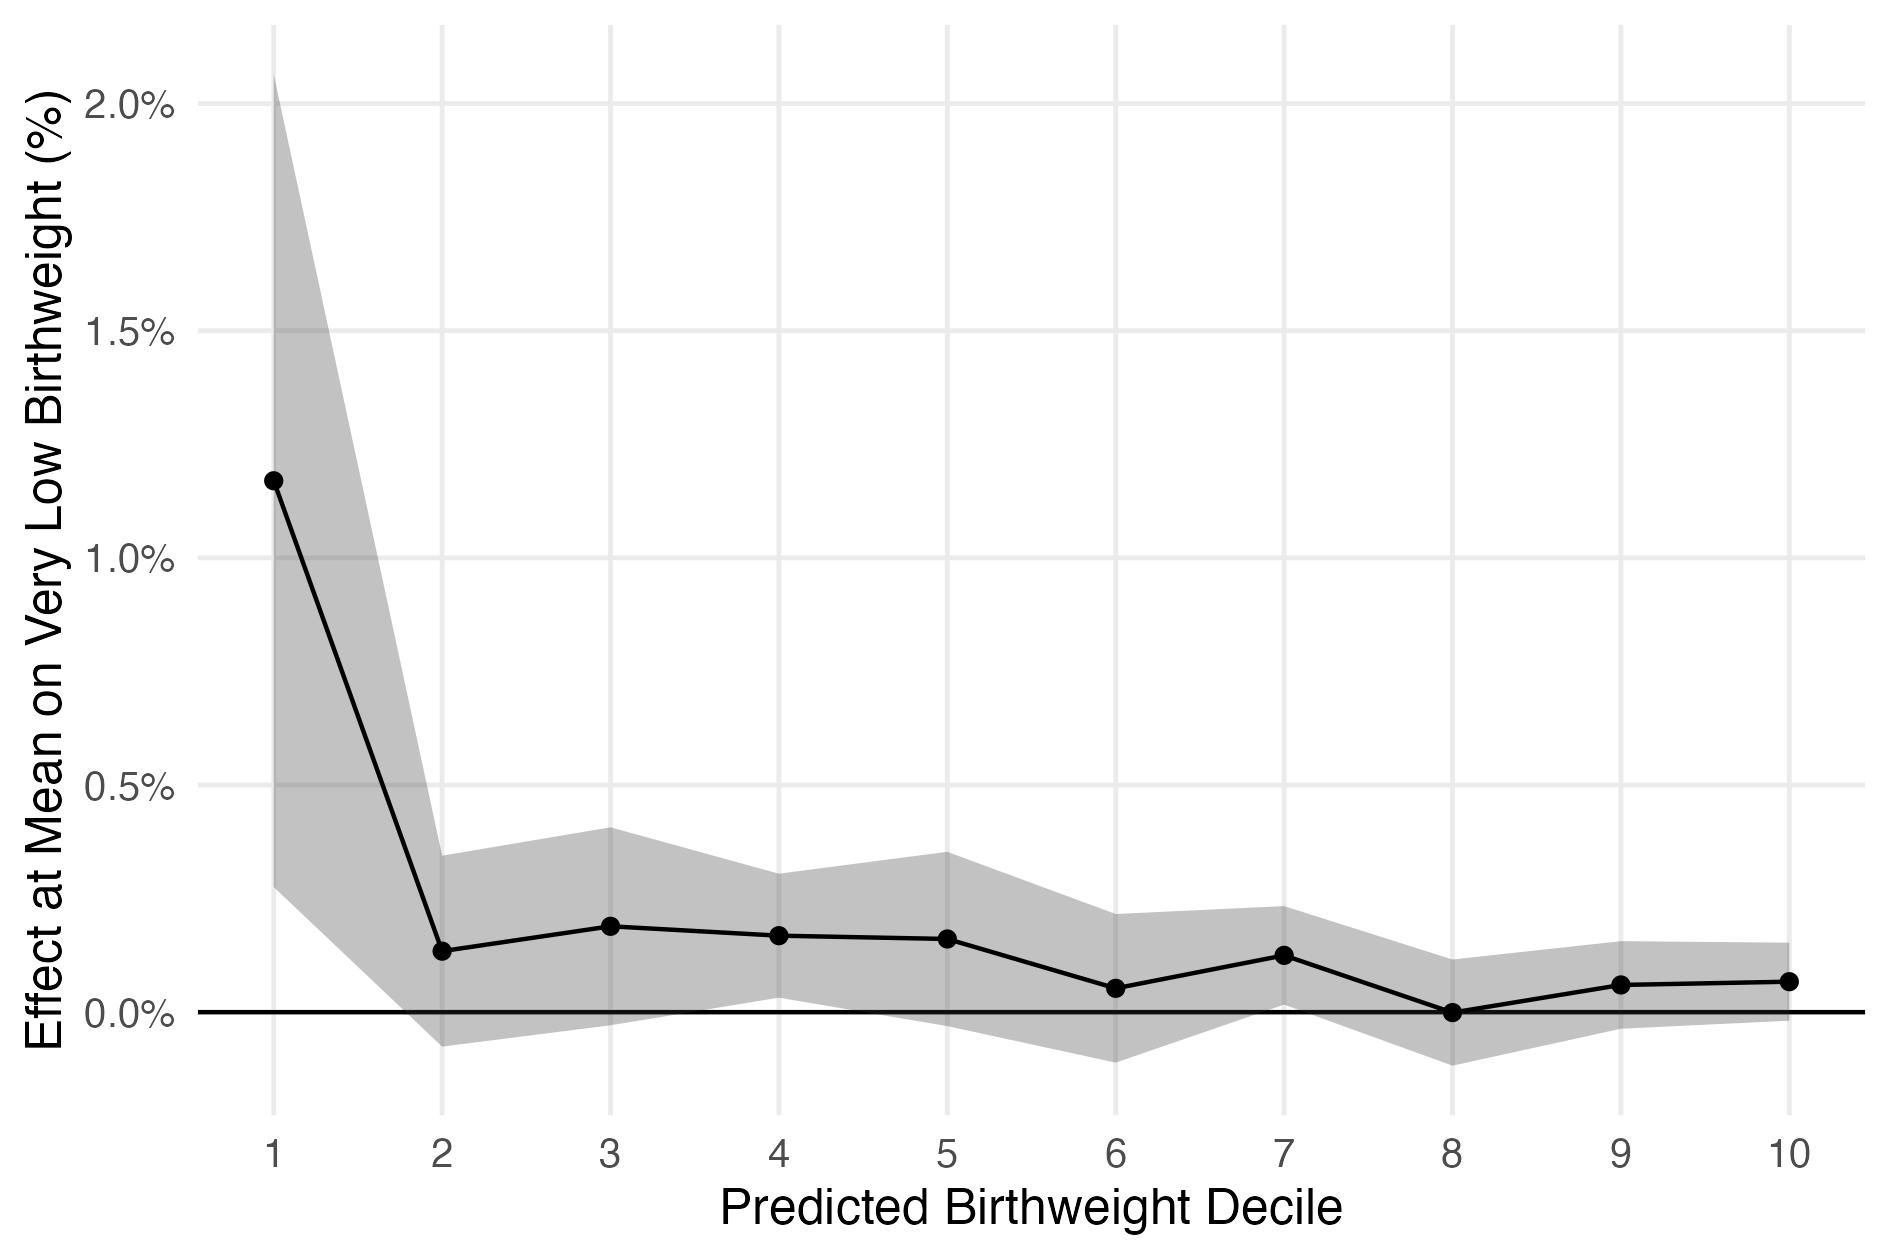 Effect at Mean on Very Low Birthweight (%)
2.0%
1.5%
1.0%
0.5%
0.0%
1 2 3 4 5 6 7 8 9 10
Predicted Birthweight Decile